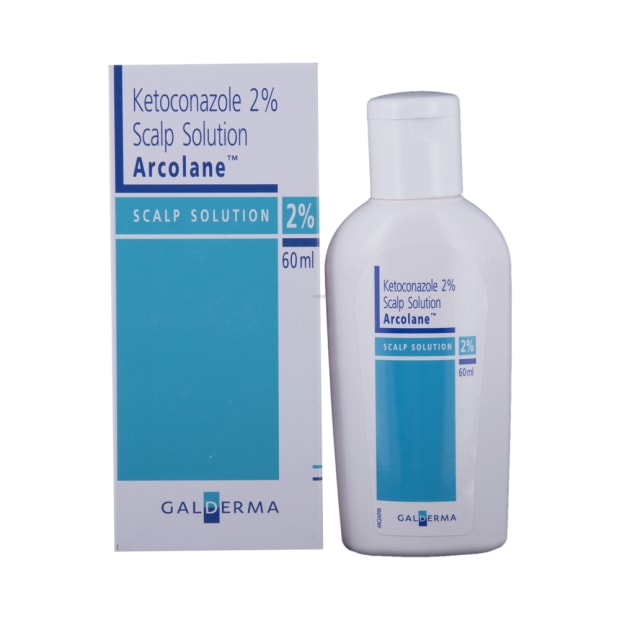 Ketoconazole 2%
Scalp Solution
Arcolane™
SCALP SOLUTION 2%
60ml
GALDERMA
Ketoconazole 2%
Scalp Solution
Arcolane™
SCALP SOLUTION 2%
60ml
GALDERMA